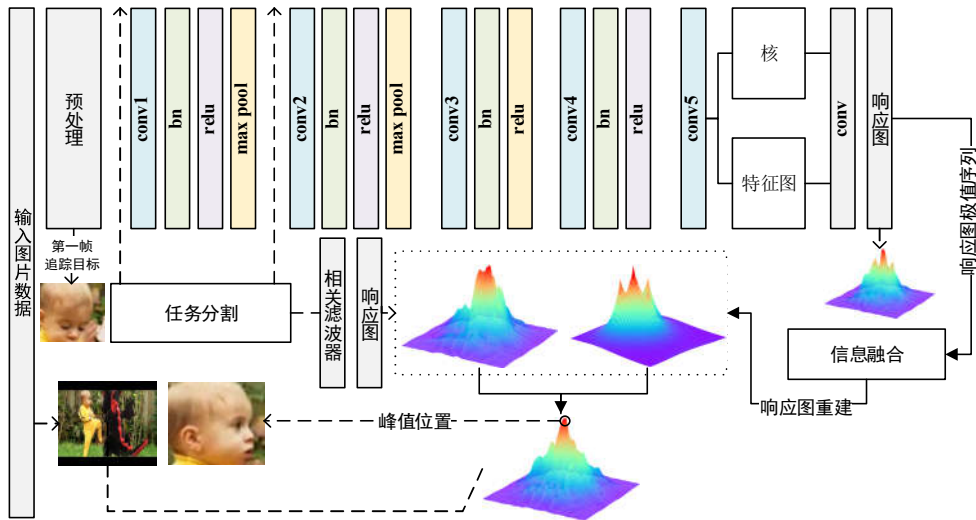 输入图片数据
预处理
conv1
bn
relu
max pool
conv2
bn
relu
max pool
conv3
bn
relu
conv4
bn
relu
conv5
核
特征图
conv
响应图
响应图极值序列
第一帧
追踪目标
任务分割
相关滤波器
响应图
信息融合
响应图重建
峰值位置